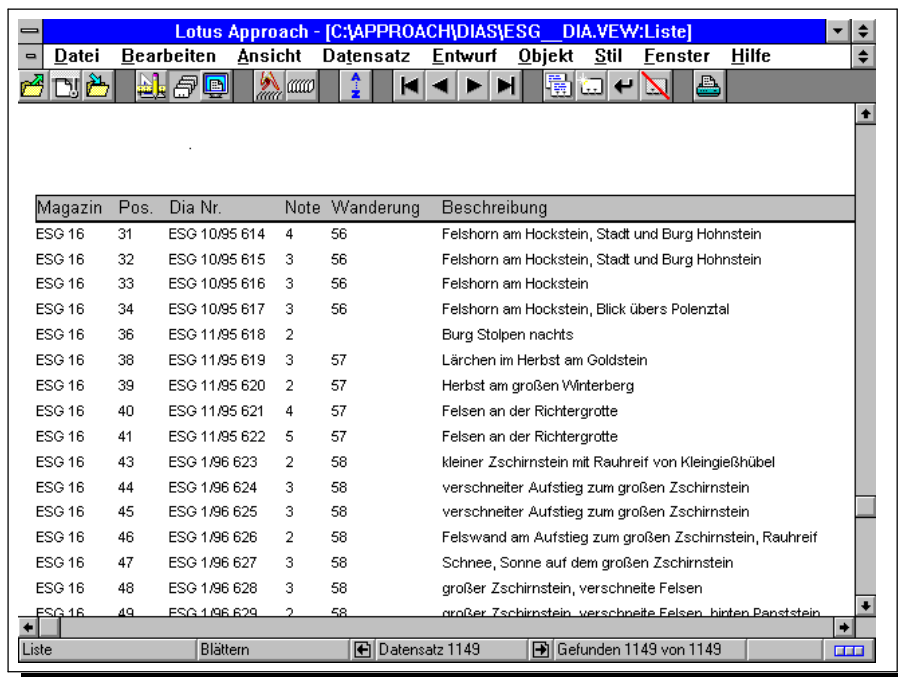 Lotus Approach - [C:\APPROACH\DIAS\ESG__DIA.VEW:Liste]
Datei Bearbeiten Ansicht Datensatz Entwurf Objekt Stil Fenster Hilfe
Magazin Pos. Dia Nr. Note Wanderung Beschreibung
ESG 16 31 ESG 10/95 614 4 56 Felshorn am Hockstein, Stadt und Burg Hohnstein
ESG 16 32 ESG 10/95 615 3 56 Felshorn am Hockstein, Stadt und Burg Hohnstein
ESG 16 33 ESG 10/95 616 3 56 Felshorn am Hockstein
ESG 16 34 ESG 10/95 617 3 56 Felshorn am Hockstein, Blick übers Polenztal
ESG 16 36 ESG 11/95 618 2 Burg Stolpen nachts
ESG 16 38 ESG 11/95 619 3 57 Lärchen im Herbst am Goldstein
ESG 16 39 ESG 11/95 620 2 57 Herbst am großen Winterberg
ESG 16 40 ESG 11/95 621 4 57 Felsen an der Richtergrotte
ESG 16 41 ESG 11/95 622 5 57 Felsen an der Richtergrotte
ESG 16 43 ESG 1/96 623 2 58 kleiner Zschirnstein mit Rauhreif von Kleingießhübel
ESG 16 44 ESG 1/96 624 3 58 verschneiter Aufstieg zum großen Zschirnstein
ESG 16 45 ESG 1/96 625 3 58 verschneiter Aufstieg zum großen Zschirnstein
ESG 16 46 ESG 1/96 626 2 58 Felswand am Aufstieg zum großen Zschirnstein, Rauhreif
ESG 16 47 ESG 1/96 627 3 58 Schnee, Sonne auf dem großen Zschirnstein
ESG 16 48 ESG 1/96 628 3 58 großer Zschirnstein, verschneite Felsen
ESG 16 49 ESG 1/96 629 2 58 großer Zschirnstein, verschneite Felsen, hinten Papststein
Liste Blättern Datensatz 1149 Gefunden 1149 von 1149